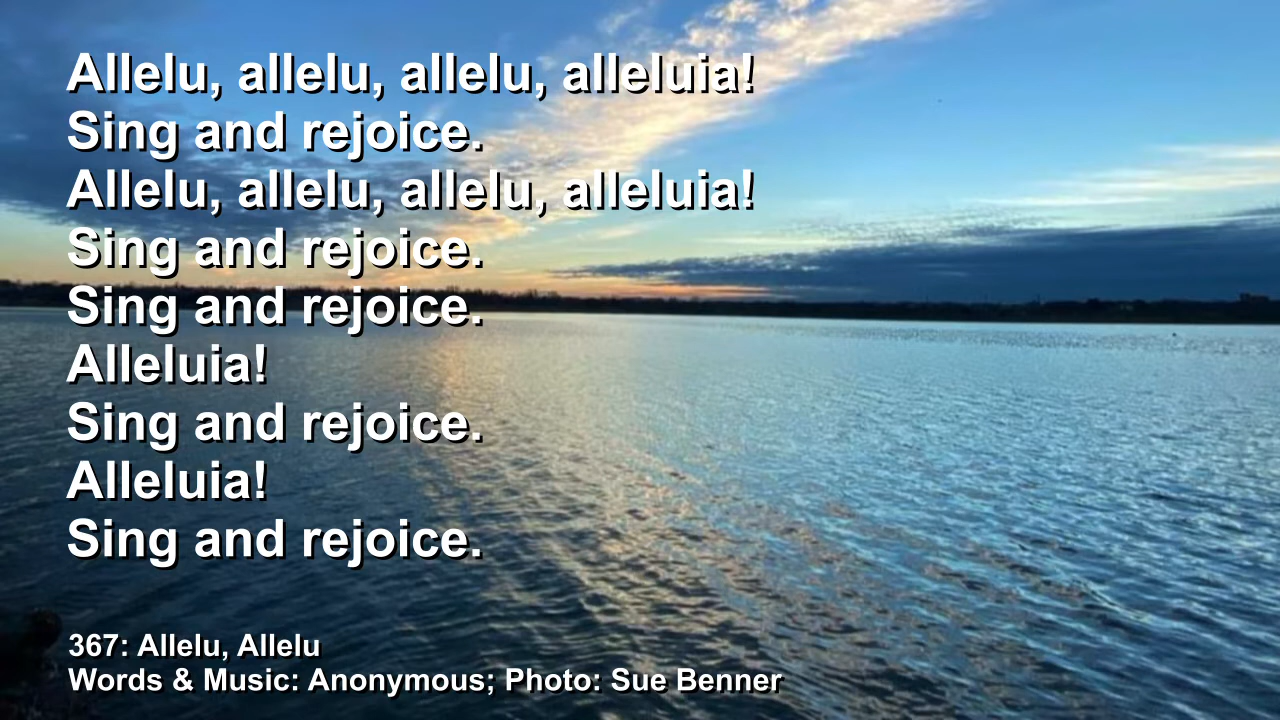 Allelu, allelu, allelu, alleluia!
Sing and rejoice.
Allelu, allelu, allelu, alleluia!
Sing and rejoice.
Sing and rejoice.
Alleluia!
Sing and rejoice.
Alleluia!
Sing and rejoice.
367: Allelu, Allelu
Words & Music: Anonymous; Photo: Sue Benner